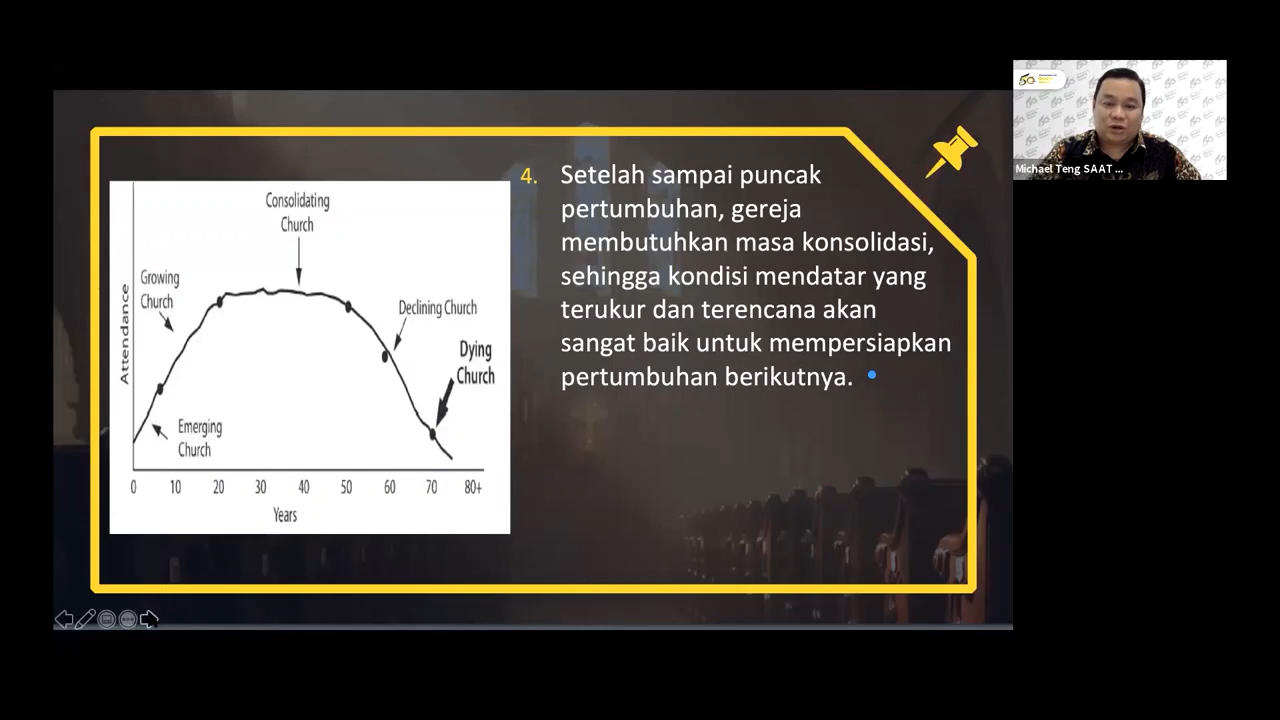 4. Setelah sampai puncak
pertumbuhan, gereja
membutuhkan masa konsolidasi,
sehingga kondisi mendatar yang
terukur dan terencana akan
sangat baik untuk mempersiapkan
pertumbuhan berikutnya.
Consolidating
Church
Growing
Church
Declining Church
Dying
Church
Emerging
Church
Attendance
0 10 20 30 40 50 60 70 80+
Years
50
Michael Teng SAAT ...